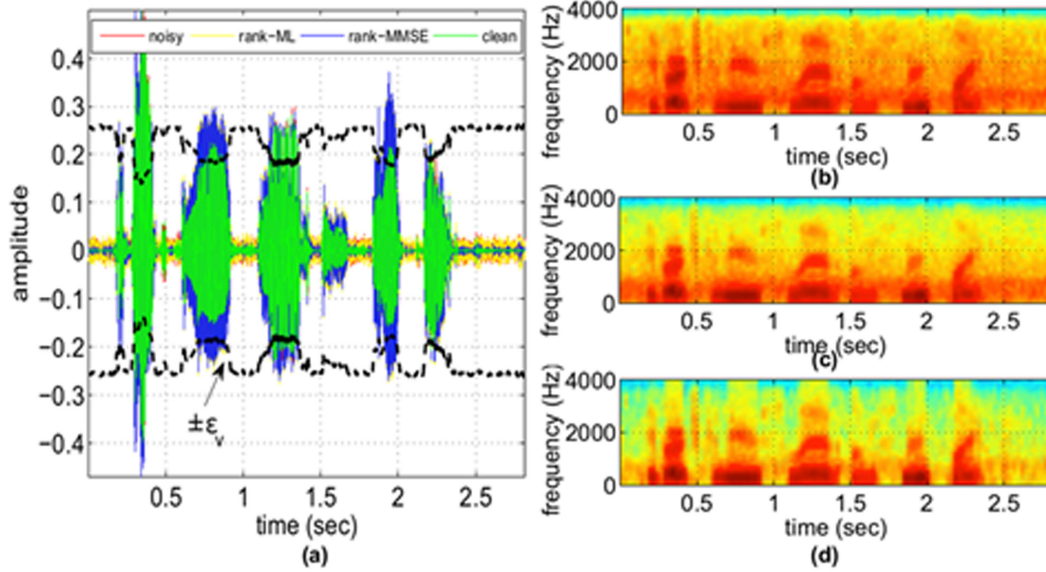 noisy rank-ML rank-MMSE clean
0.4
0.3
0.2
0.1
0
−0.1
−0.2
−0.3
−0.4
amplitude
±εv
0.5 1 1.5 2 2.5
time (sec)
(a)
4000
2000
0
frequency (Hz)
0.5 1 1.5 2 2.5
time (sec)
(b)
4000
2000
0
frequency (Hz)
0.5 1 1.5 2 2.5
time (sec)
(c)
4000
2000
0
frequency (Hz)
0.5 1 1.5 2 2.5
time (sec)
(d)